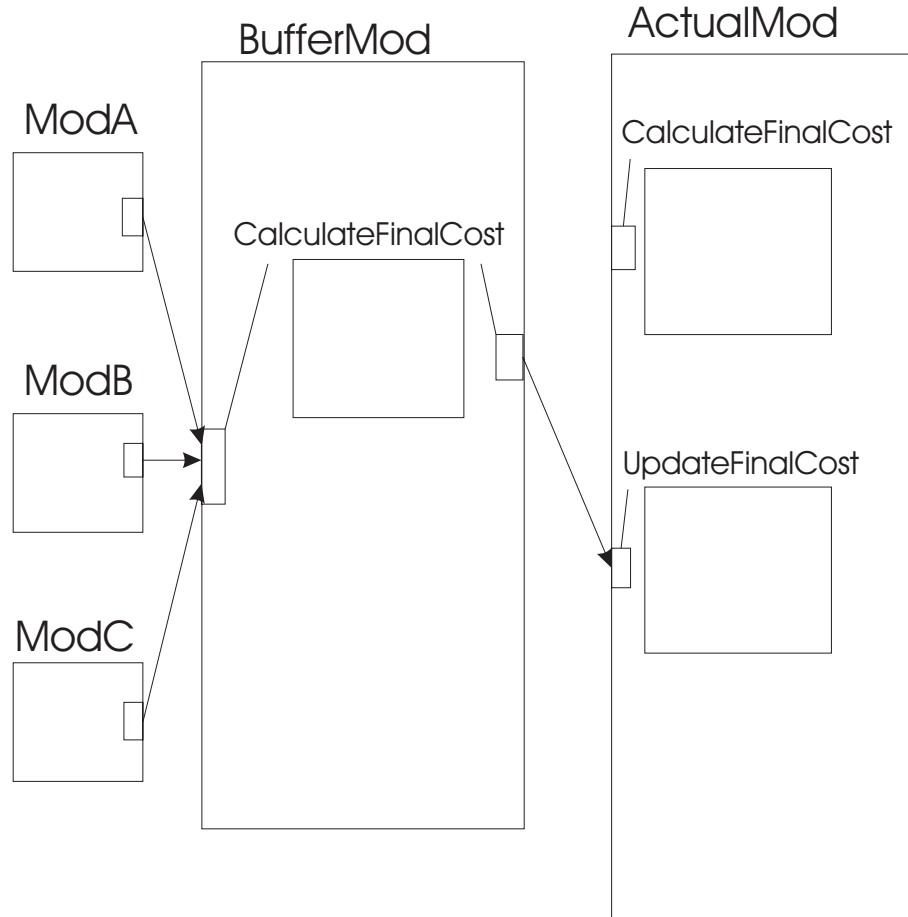 BufferMod
ActualMod
ModA
CalculateFinalCost
CalculateFinalCost
ModB
UpdateFinalCost
ModC